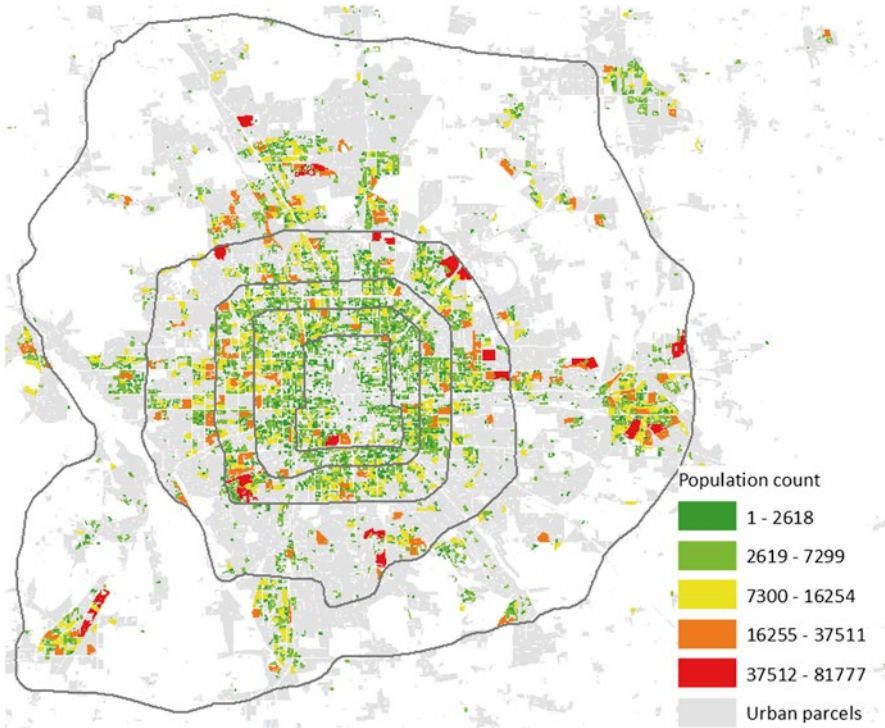 Population count
1 - 2618
2619 - 7299
7300 - 16254
16255 - 37511
37512 - 81777
Urban parcels